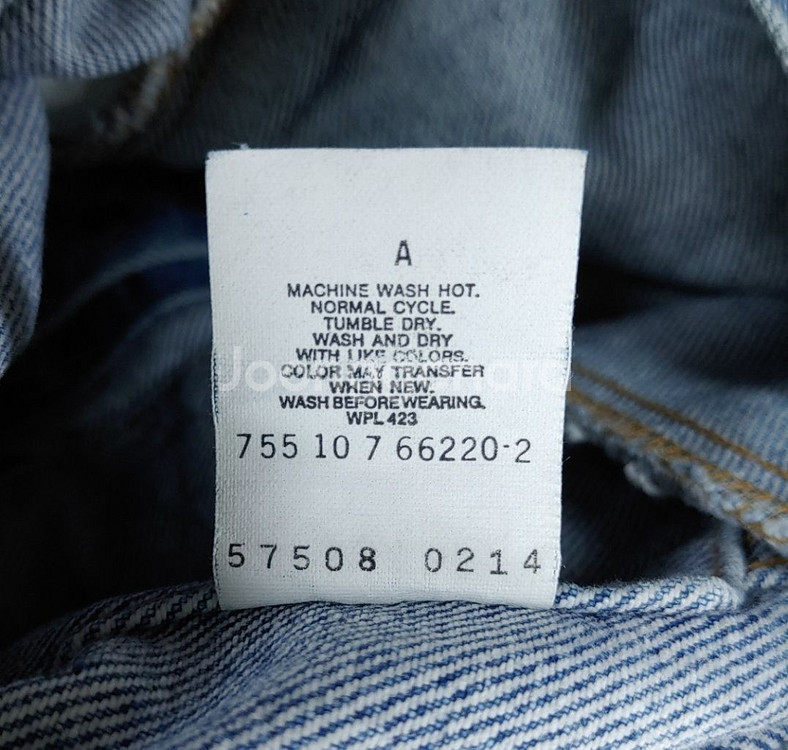 A
MACHINE WASH HOT.
NORMAL CYCLE.
TUMBLE DRY.
WASH AND DRY
WITH LIKE COLORS.
COLOR MAY TRANSFER
WHEN NEW.
WASH BEFORE WEARING.
WPL 423
755 10 7 66220-2
57508 0214